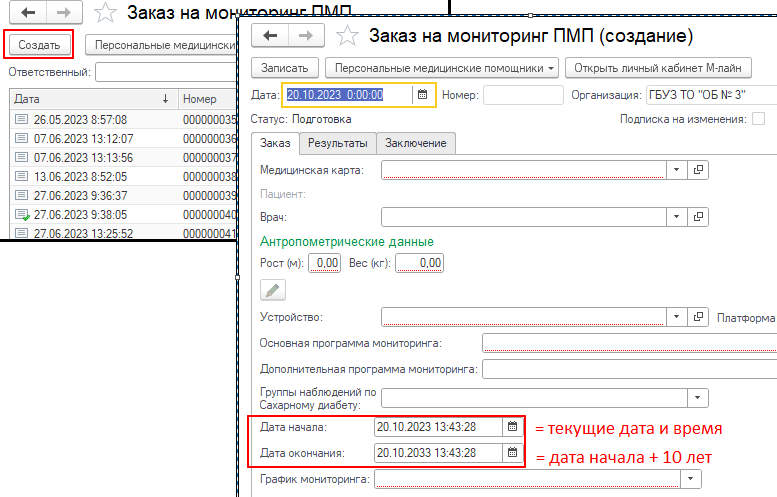 Заказ на мониторинг ПМП
Создать
Персональные медицински
Ответственный:
Дата ↓ Номер
26.05.2023 8:57:08 000000035
07.06.2023 13:12:07 000000036
07.06.2023 13:13:56 000000037
13.06.2023 8:52:05 000000038
27.06.2023 9:36:37 000000039
27.06.2023 9:38:05 000000040
27.06.2023 13:25:52 000000041
Заказ на мониторинг ПМП (создание)
Записать Персональные медицинские помощники Открыть личный кабинет М-лайн
Дата: 20.10.2023 0:00:00 Номер: Организация: ГБУЗ ТО "ОБ № 3"
Статус: Подготовка Подписка на изменения:
Заказ Результаты Заключение
Медицинская карта:
Пациент:
Врач:
Антропометрические данные
Рост (м): 0,00 Вес (кг): 0,00
Устройство: Платформа
Основная программа мониторинга:
Дополнительная программа мониторинга:
Группы наблюдений по
Сахарному диабету:
Дата начала: 20.10.2023 13:43:28 = текущие дата и время
Дата окончания: 20.10.2033 13:43:28 = дата начала + 10 лет
График мониторинга: